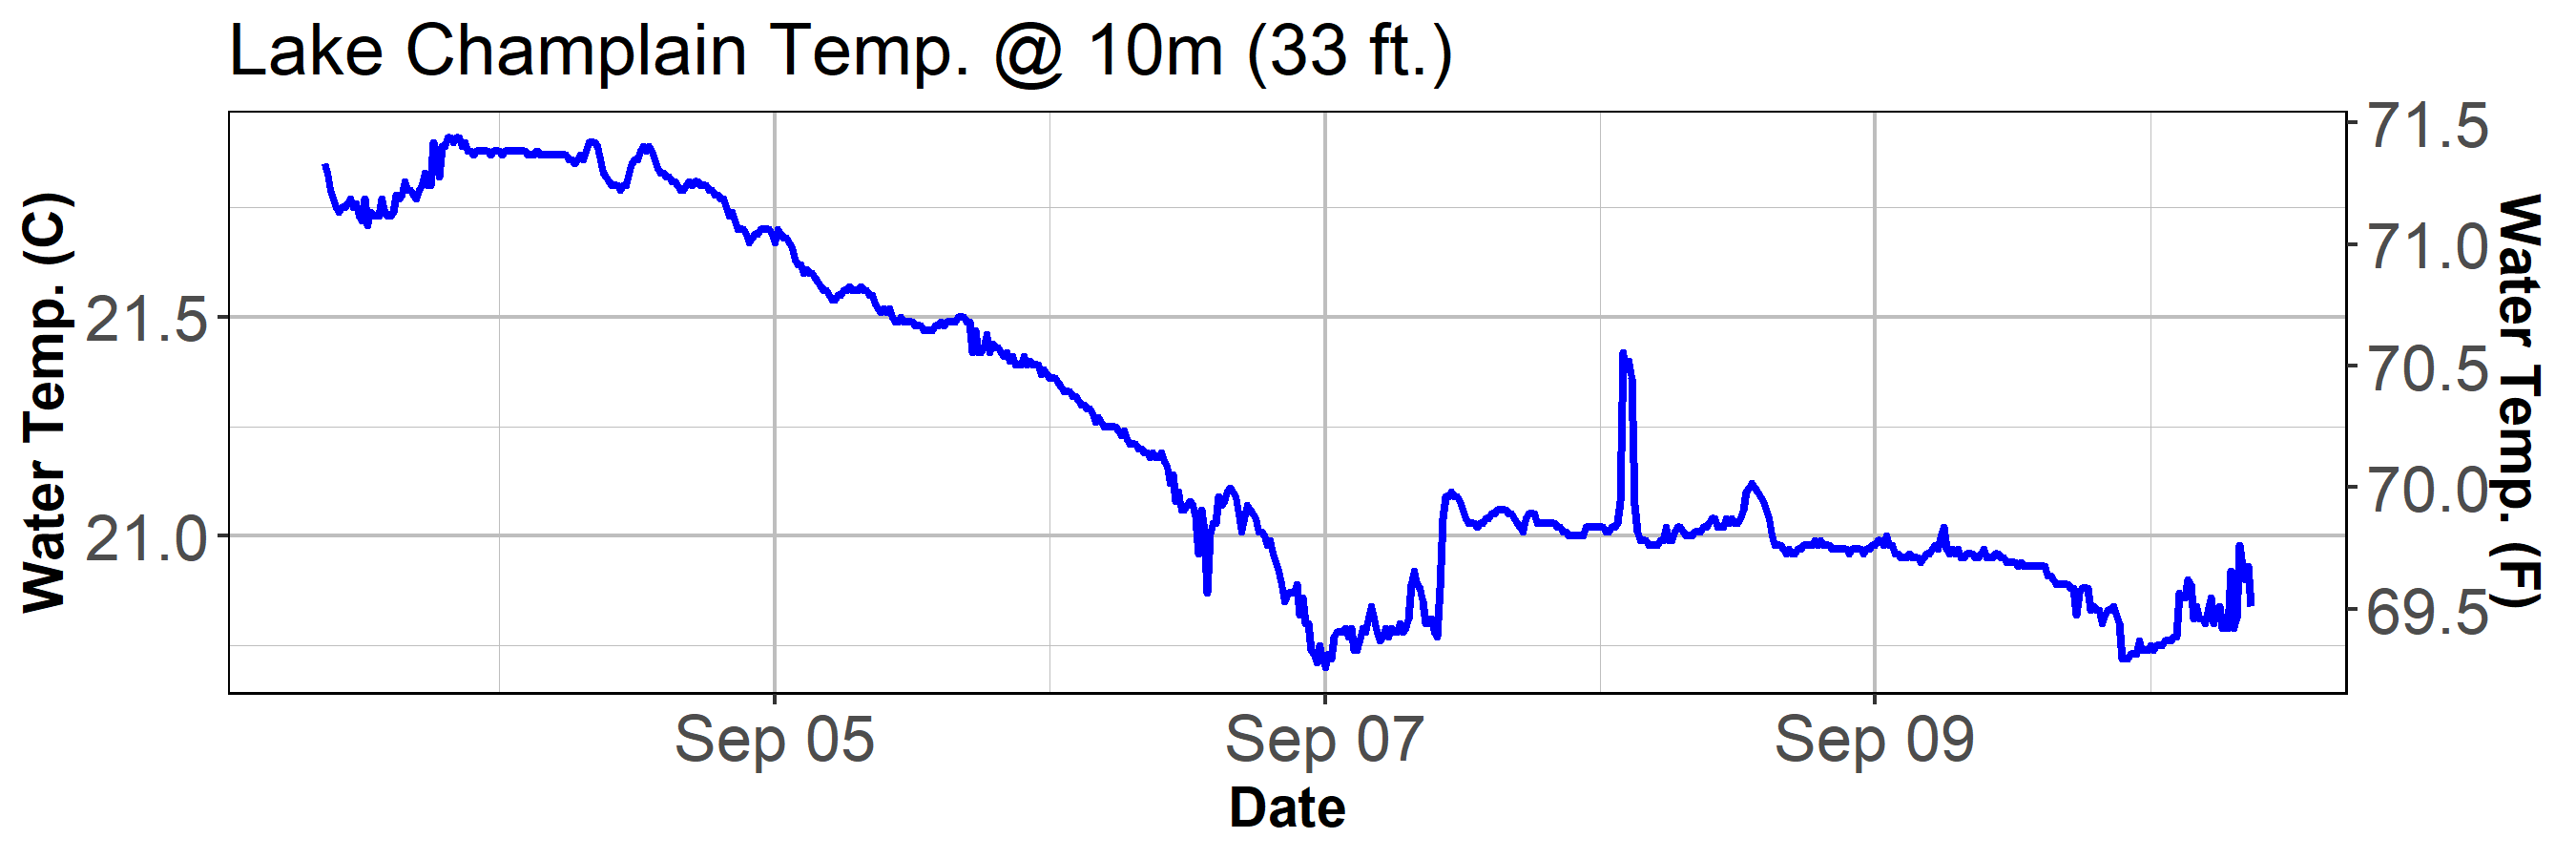 Lake Champlain Temp. @ 10m (33 ft.)
Water Temp. (C)
21.5
21.0
71.5
71.0
70.5
70.0
69.5
Water Temp. (F)
Sep 05 Sep 07 Sep 09
Date